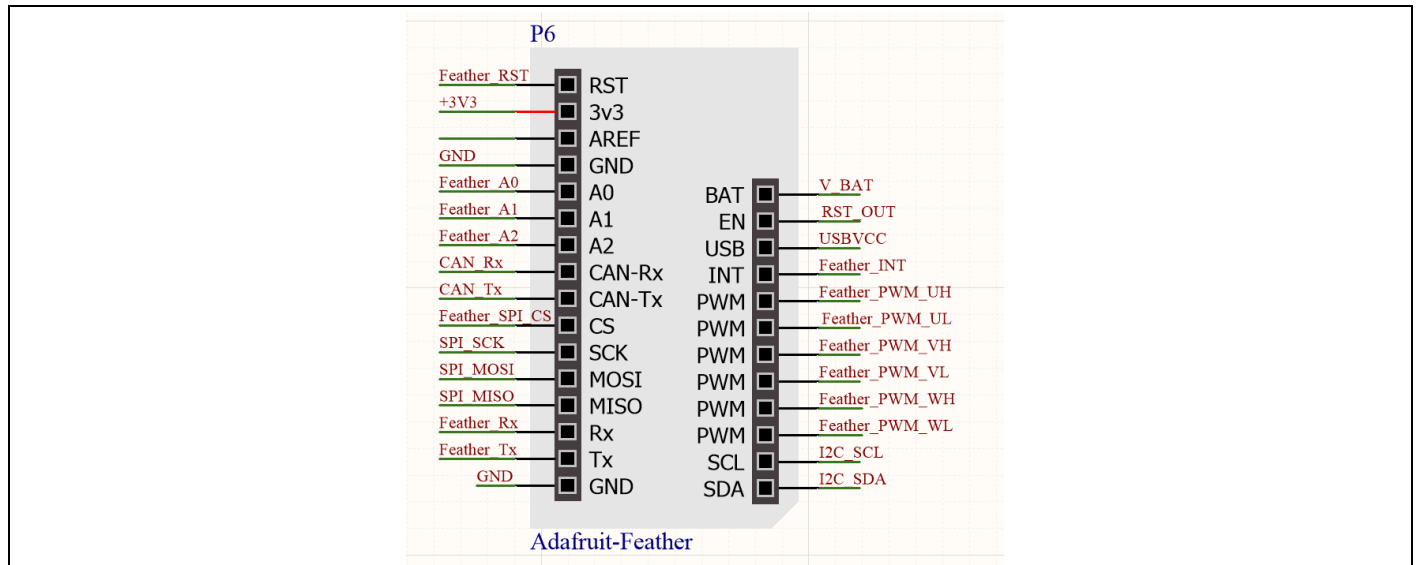 P6
Feather_RST
RST
+3V3
3v3
AREF
GND
GND
Feather_A0
A0
Feather_A1
A1
Feather_A2
A2
CAN_Rx
CAN-Rx
CAN_Tx
CAN-Tx
Feather_SPI_CS
CS
SPI_SCK
SCK
SPI_MOSI
MOSI
SPI_MISO
MISO
Feather_Rx
Rx
Feather_Tx
Tx
GND
GND
BAT
V_BAT
EN
RST_OUT
USB
USBVCC
INT
Feather_INT
PWM
Feather_PWM_UH
PWM
Feather_PWM_UL
PWM
Feather_PWM_VH
PWM
Feather_PWM_VL
PWM
Feather_PWM_WH
PWM
Feather_PWM_WL
SCL
I2C_SCL
SDA
I2C_SDA
Adafruit-Feather